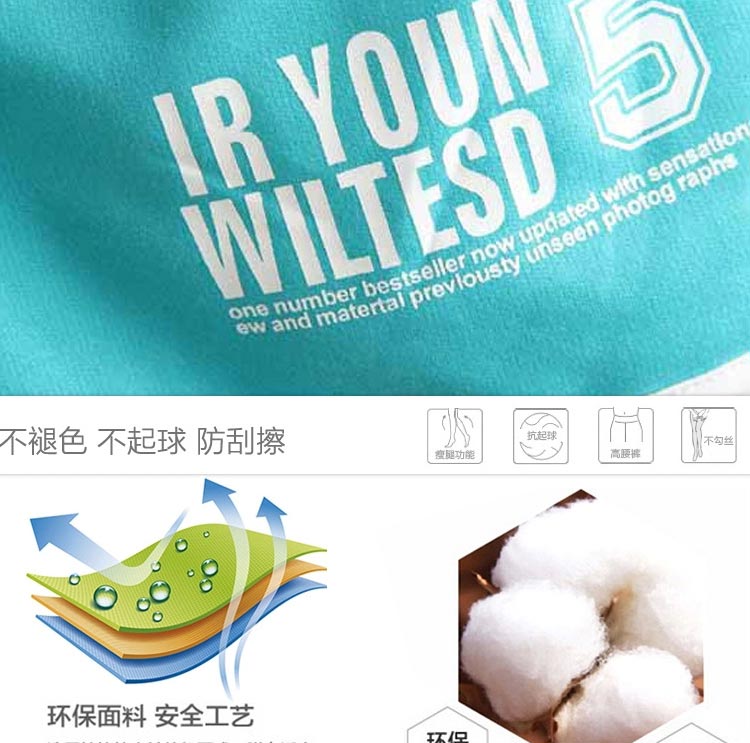 IR YOUN 5
WILTESD
one number bestseller now updated with sensation
ew and matertal previousty unseen photog raphs
不褪色 不起球 防刮擦
瘦腿功能
抗起球
高腰裤
不勾丝
环保面料 安全工艺
环保